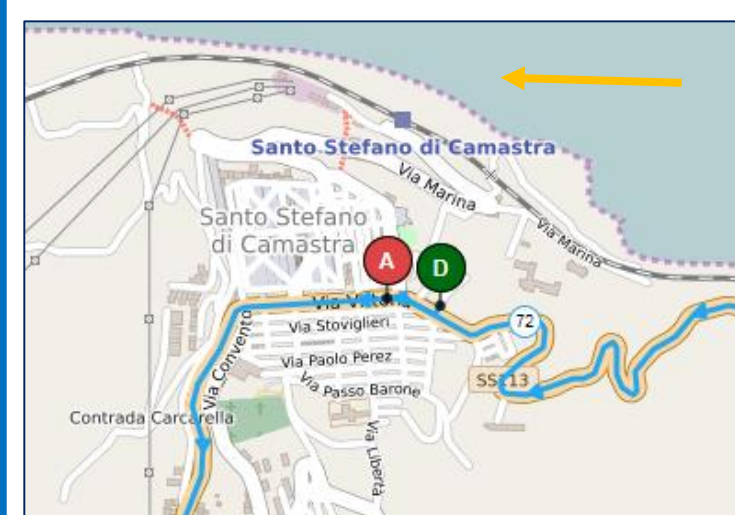 Santo Stefano di Camastra
Via Marina
Santo Stefano
di Camastra
Via Marina
A
D
Via Vittoria
72
Via Stoviglieri
Via Convento
Via Paolo Perez
SS113
Via Passo Barone
Contrada Carcarella
Via Libertà